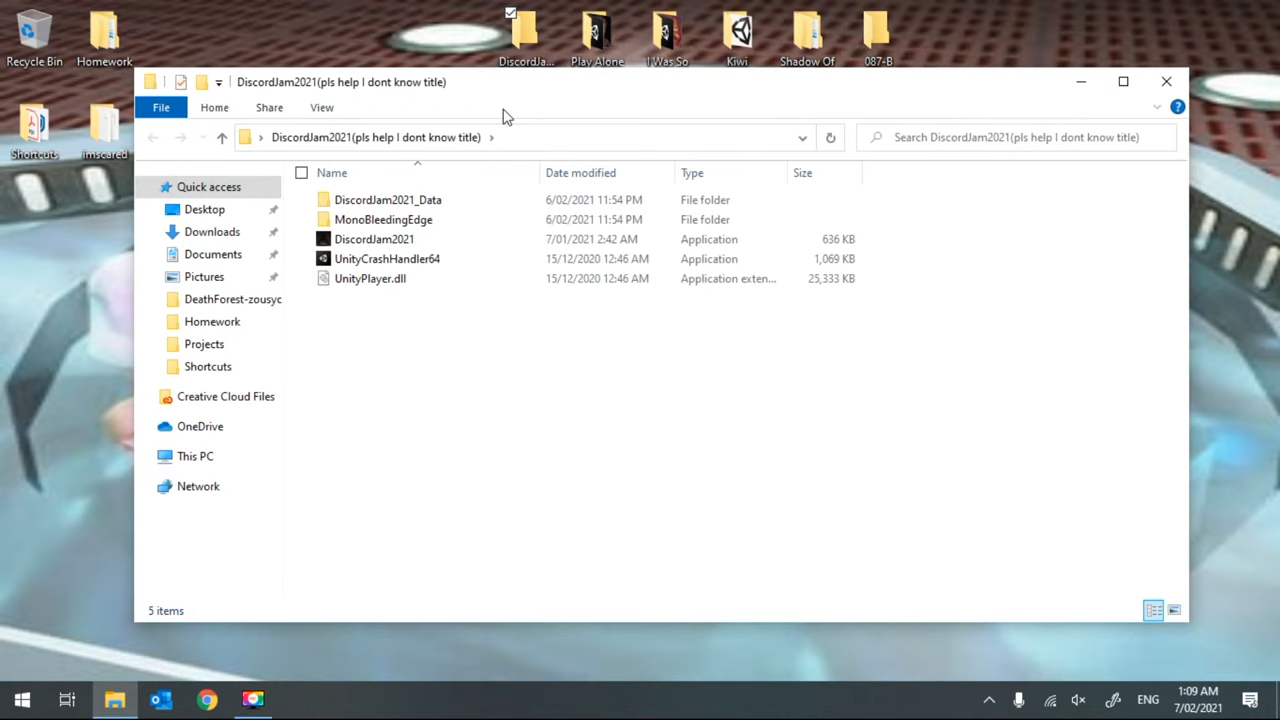 Recycle Bin
Homework
DiscordJa...
Play Alone
I Was So
Kiwi
Shadow Of
087-B
Shortcuts
imscared
DiscordJam2021(pls help I dont know title)
File Home Share View
DiscordJam2021(pls help I dont know title)
Search DiscordJam2021(pls help I dont know title)
Name Date modified Type Size
Quick access
Desktop
Downloads
Documents
Pictures
DeathForest-zousyc
Homework
Projects
Shortcuts
Creative Cloud Files
OneDrive
This PC
Network
DiscordJam2021_Data 6/02/2021 11:54 PM File folder
MonoBleedingEdge 6/02/2021 11:54 PM File folder
DiscordJam2021 7/01/2021 2:42 AM Application 636 KB
UnityCrashHandler64 15/12/2020 12:46 AM Application 1,069 KB
UnityPlayer.dll 15/12/2020 12:46 AM Application exten... 25,333 KB
5 items
ENG
1:09 AM
7/02/2021